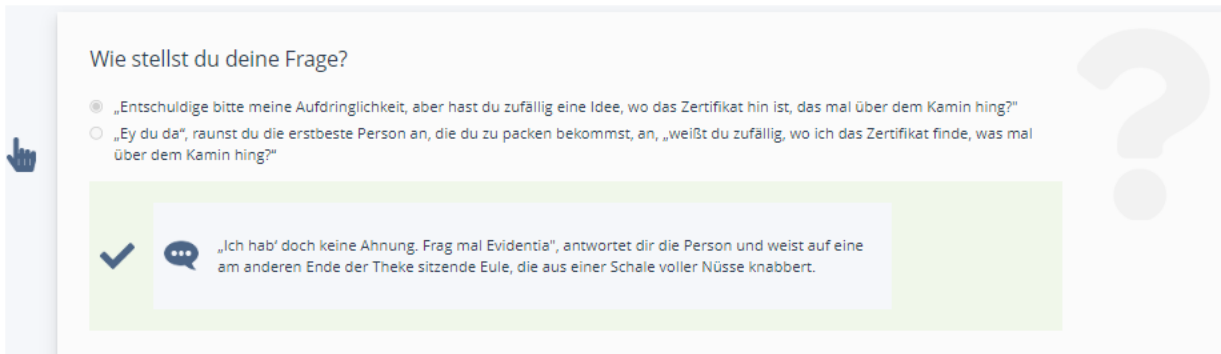 Wie stellst du deine Frage?
„Entschuldige bitte meine Aufdringlichkeit, aber hast du zufällig eine Idee, wo das Zertifikat hin ist, das mal über dem Kamin hing?"
„Ey du da", raunst du die erstbeste Person an, die du zu packen bekommst, an, „weißt du zufällig, wo ich das Zertifikat finde, was mal
über dem Kamin hing?“
„Ich hab’ doch keine Ahnung. Frag mal Evidentia", antwortet dir die Person und weist auf eine
am anderen Ende der Theke sitzende Eule, die aus einer Schale voller Nüsse knabbert.
?